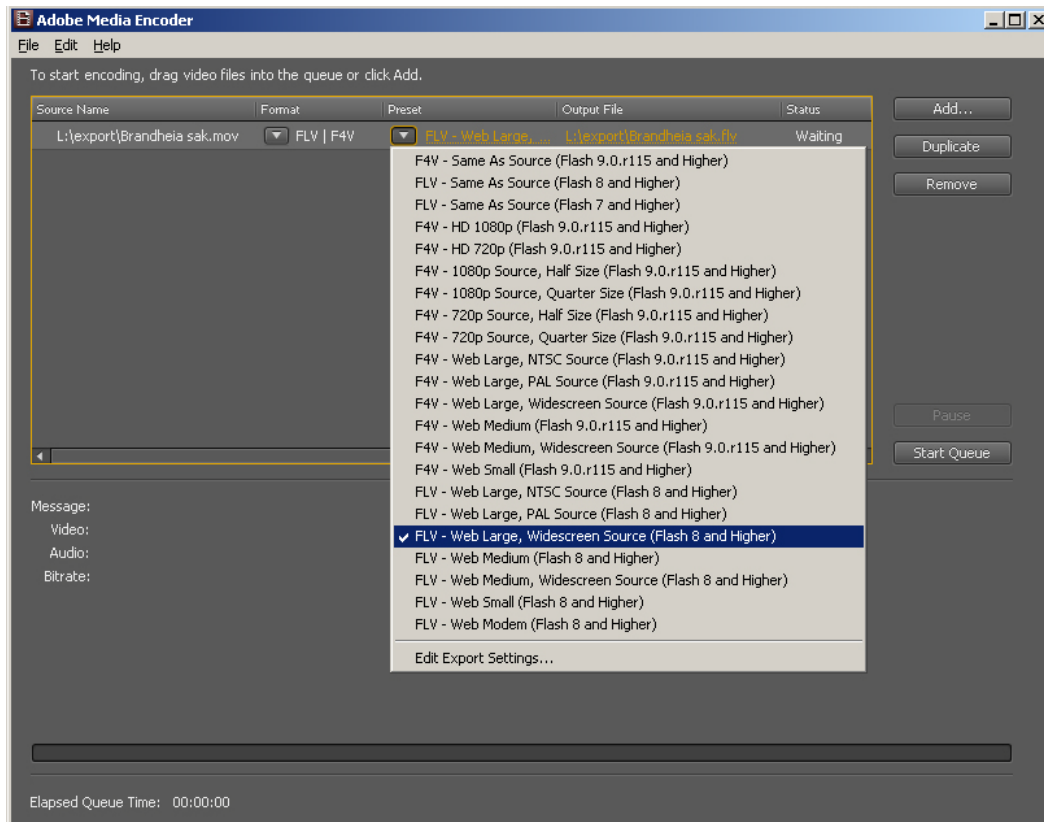 Adobe Media Encoder
File Edit Help
To start encoding, drag video files into the queue or click Add.
Source Name Format Preset Output File Status
L:\export\Brandheia sak.mov FLV | F4V FLV - Web Large, ... L:\export\Brandheia sak.flv Waiting
Add...
Duplicate
Remove
F4V - Same As Source (Flash 9.0.r115 and Higher)
FLV - Same As Source (Flash 8 and Higher)
FLV - Same As Source (Flash 7 and Higher)
F4V - HD 1080p (Flash 9.0.r115 and Higher)
F4V - HD 720p (Flash 9.0.r115 and Higher)
F4V - 1080p Source, Half Size (Flash 9.0.r115 and Higher)
F4V - 1080p Source, Quarter Size (Flash 9.0.r115 and Higher)
F4V - 720p Source, Half Size (Flash 9.0.r115 and Higher)
F4V - 720p Source, Quarter Size (Flash 9.0.r115 and Higher)
F4V - Web Large, NTSC Source (Flash 9.0.r115 and Higher)
F4V - Web Large, PAL Source (Flash 9.0.r115 and Higher)
F4V - Web Large, Widescreen Source (Flash 9.0.r115 and Higher)
F4V - Web Medium (Flash 9.0.r115 and Higher)
F4V - Web Medium, Widescreen Source (Flash 9.0.r115 and Higher)
F4V - Web Small (Flash 9.0.r115 and Higher)
FLV - Web Large, NTSC Source (Flash 8 and Higher)
FLV - Web Large, PAL Source (Flash 8 and Higher)
FLV - Web Large, Widescreen Source (Flash 8 and Higher)
FLV - Web Medium (Flash 8 and Higher)
FLV - Web Medium, Widescreen Source (Flash 8 and Higher)
FLV - Web Small (Flash 8 and Higher)
FLV - Web Modem (Flash 8 and Higher)
Edit Export Settings...
Pause
Start Queue
Message:
Video:
Audio:
Bitrate:
Elapsed Queue Time: 00:00:00